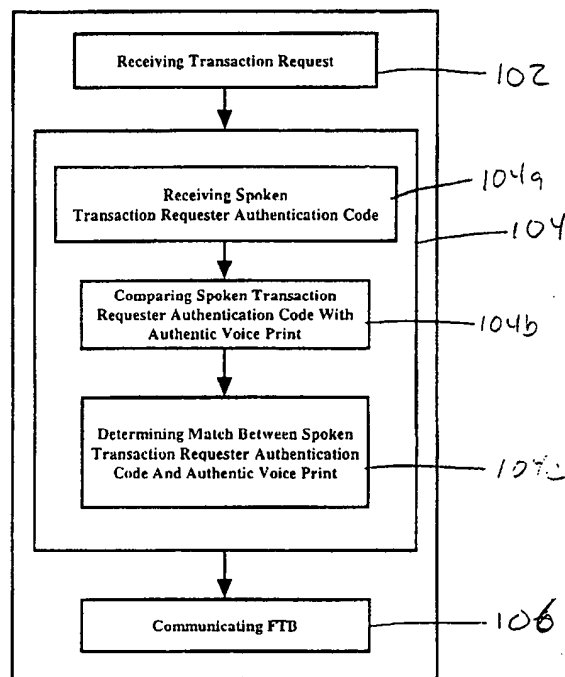 Receiving Transaction Request
102
Receiving Spoken
Transaction Requester Authentication Code
104a
104
Comparing Spoken Transaction
Requester Authentication Code With
Authentic Voice Print
104b
Determining Match Between Spoken
Transaction Requester Authentication
Code And Authentic Voice Print
Communicating FTB
106